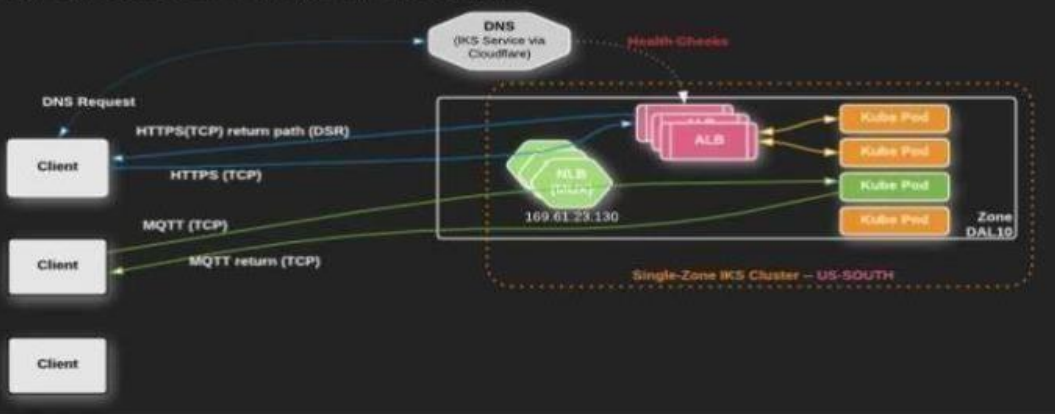 DNS
(IKS Service via
Cloudflare)
Health Checks
DNS Request
HTTPS(TCP) return path (DSR)
Client
HTTPS (TCP)
ALB
ALB
Kube Pod
Kube Pod
Kube Pod
Kube Pod
NLB
169.61.23.130
Zone
DAL10
MQTT (TCP)
Client
MQTT return (TCP)
Single-Zone IKS Cluster -- US-SOUTH
Client